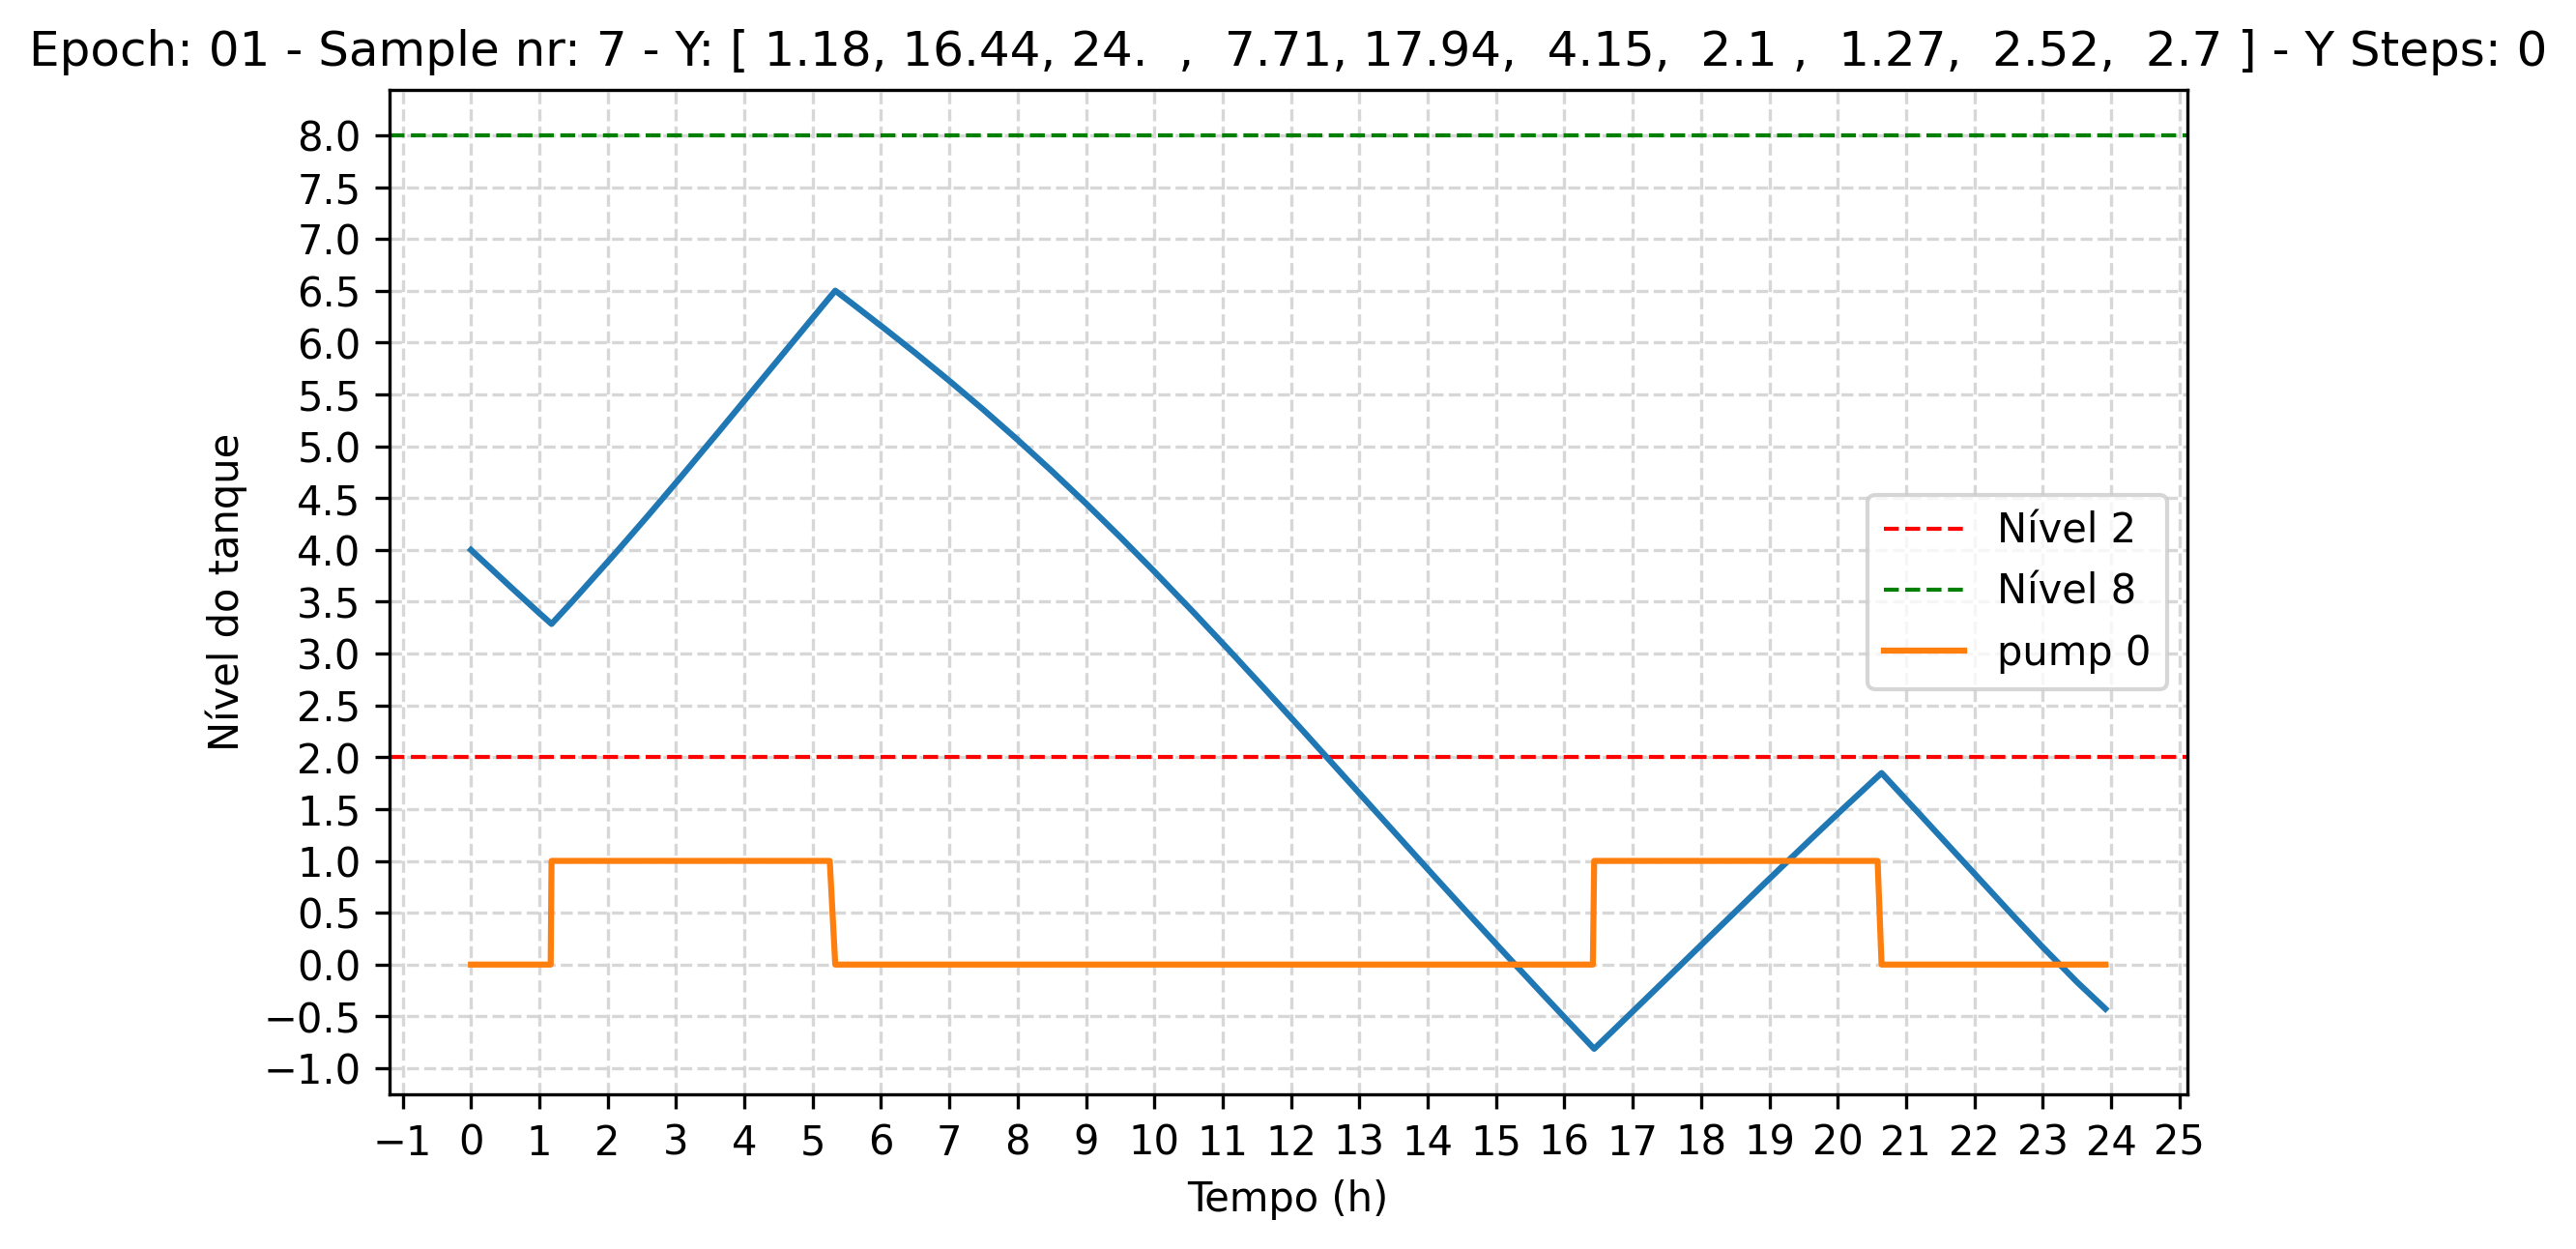 Epoch: 01 - Sample nr: 7 - Y: [ 1.18, 16.44, 24. , 7.71, 17.94, 4.15, 2.1 , 1.27, 2.52, 2.7 ] - Y Steps: 0
8.0
7.5
7.0
6.5
6.0
5.5
5.0
4.5
4.0
3.5
3.0
2.5
2.0
1.5
1.0
0.5
0.0
−0.5
−1.0
Nível do tanque
Nível 2
Nível 8
pump 0
−1 0 1 2 3 4 5 6 7 8 9 10 11 12 13 14 15 16 17 18 19 20 21 22 23 24 25
Tempo (h)